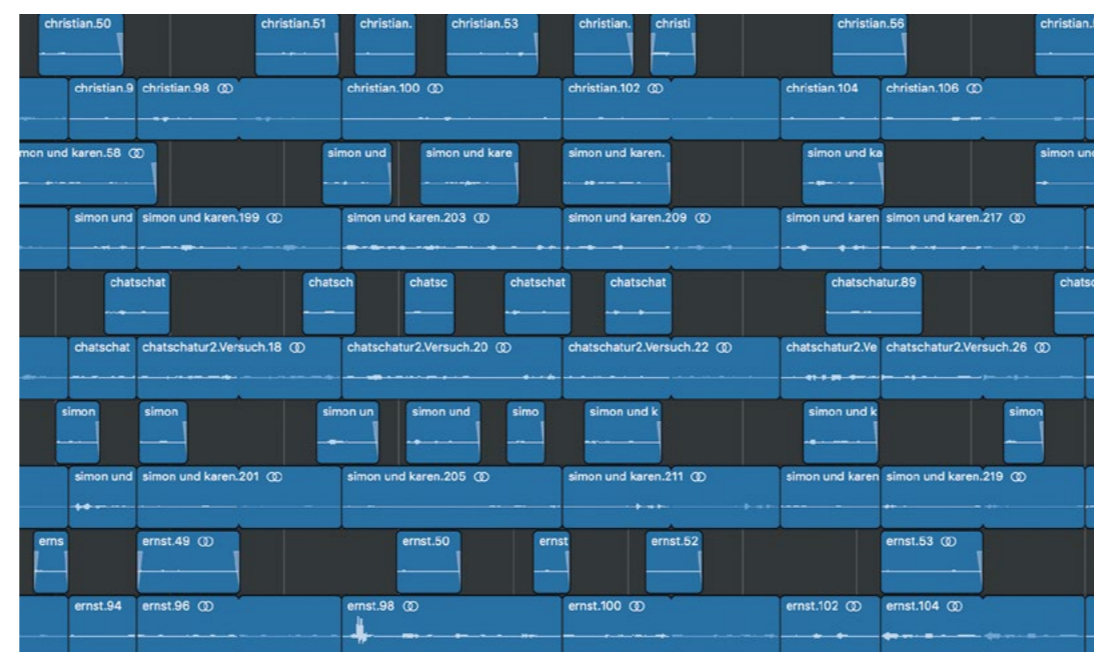 christian.50 christian.51 christian. christian.53 christian. christi christian.56 christian.
christian.9 christian.98 christian.100 christian.102 christian.104 christian.106
mon und karen.58 simon und simon und kare simon und karen. simon und ka simon und
simon und simon und karen.199 simon und karen.203 simon und karen.209 simon und karen simon und karen.217
chatschat chatsch chatsc chatschat chatschat chatschatur.89 chats
chatschat chatschatur2.Versuch.18 chatschatur2.Versuch.20 chatschatur2.Versuch.22 chatschatur2.Ve chatschatur2.Versuch.26
simon simon simon un simon und simo simon und k simon und k simon
simon und simon und karen.201 simon und karen.205 simon und karen.211 simon und karen simon und karen.219
erns ernst.49 ernst.50 ernst ernst.52 ernst.53
ernst.94 ernst.96 ernst.98 ernst.100 ernst.102 ernst.104